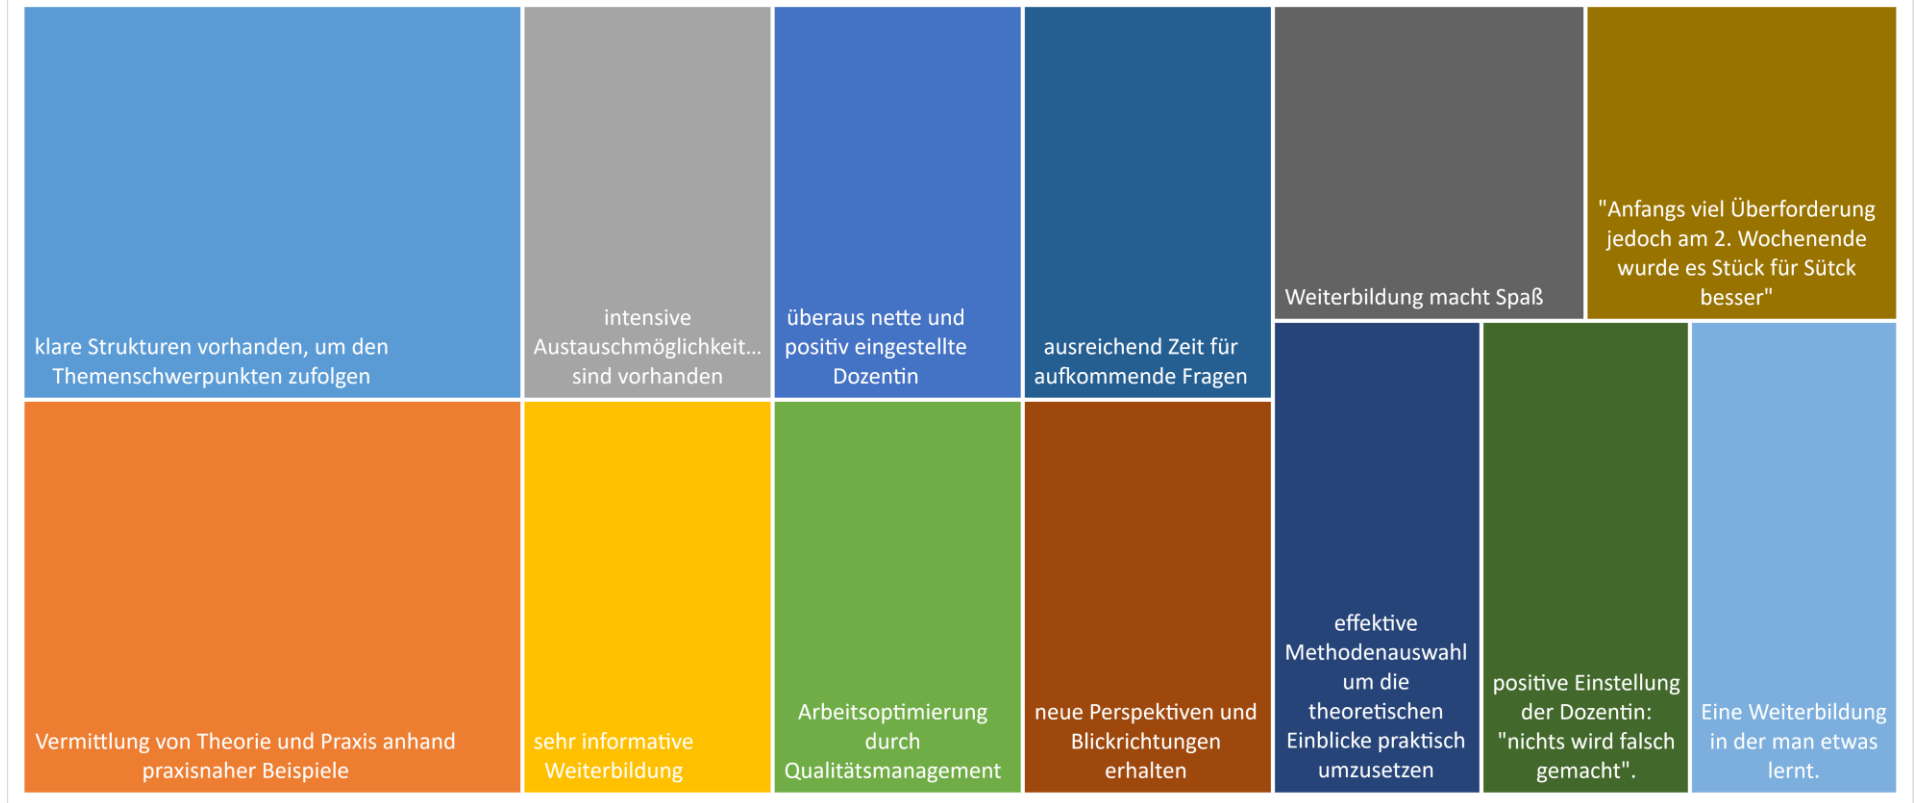 klare Strukturen vorhanden, um den
Themenschwerpunkten zufolgen
Vermittlung von Theorie und Praxis anhand
praxisnaher Beispiele
intensive
Austauschmöglichkeit...
sind vorhanden
sehr informative
Weiterbildung
überaus nette und
positiv eingestellte
Dozentin
Arbeitsoptimierung
durch
Qualitätsmanagement
ausreichend Zeit für
aufkommende Fragen
neue Perspektiven und
Blickrichtungen
erhalten
Weiterbildung macht Spaß
"Anfangs viel Überforderung
jedoch am 2. Wochenende
wurde es Stück für Sütck
besser"
effektive
Methodenauswahl
um die
theoretischen
Einblicke praktisch
umzusetzen
positive Einstellung
der Dozentin:
"nichts wird falsch
gemacht".
Eine Weiterbildung
in der man etwas
lernt.